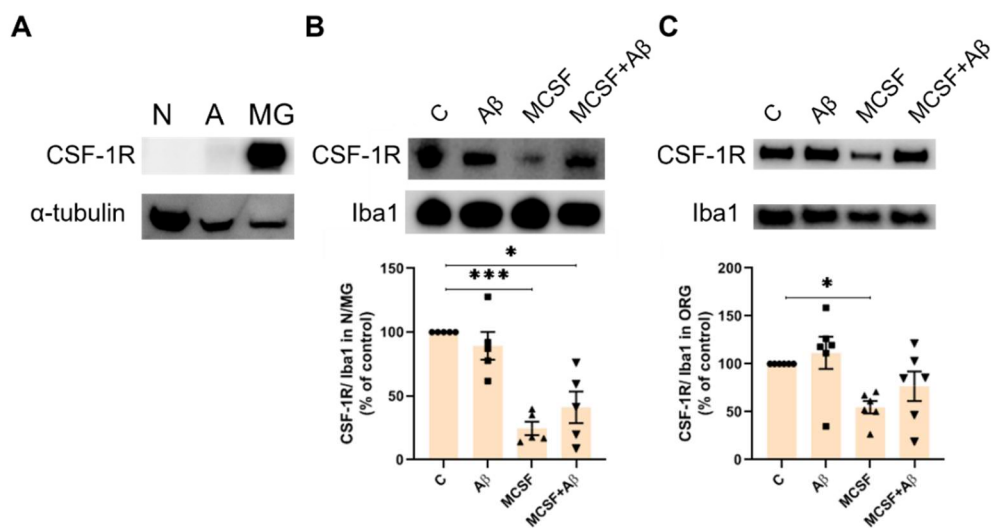 A
N A MG
CSF-1R
α-tubulin
B
C Aβ MCSF MCSF+Aβ
CSF-1R
Iba1
*
***
CSF-1R/ Iba1 in N/MG
(% of control)
150
100
50
0
C Aβ MCSF MCSF+Aβ
C
C Aβ MCSF MCSF+Aβ
CSF-1R
Iba1
*
CSF-1R/ Iba1 in ORG
(% of control)
200
150
100
50
0
C Aβ MCSF MCSF+Aβ